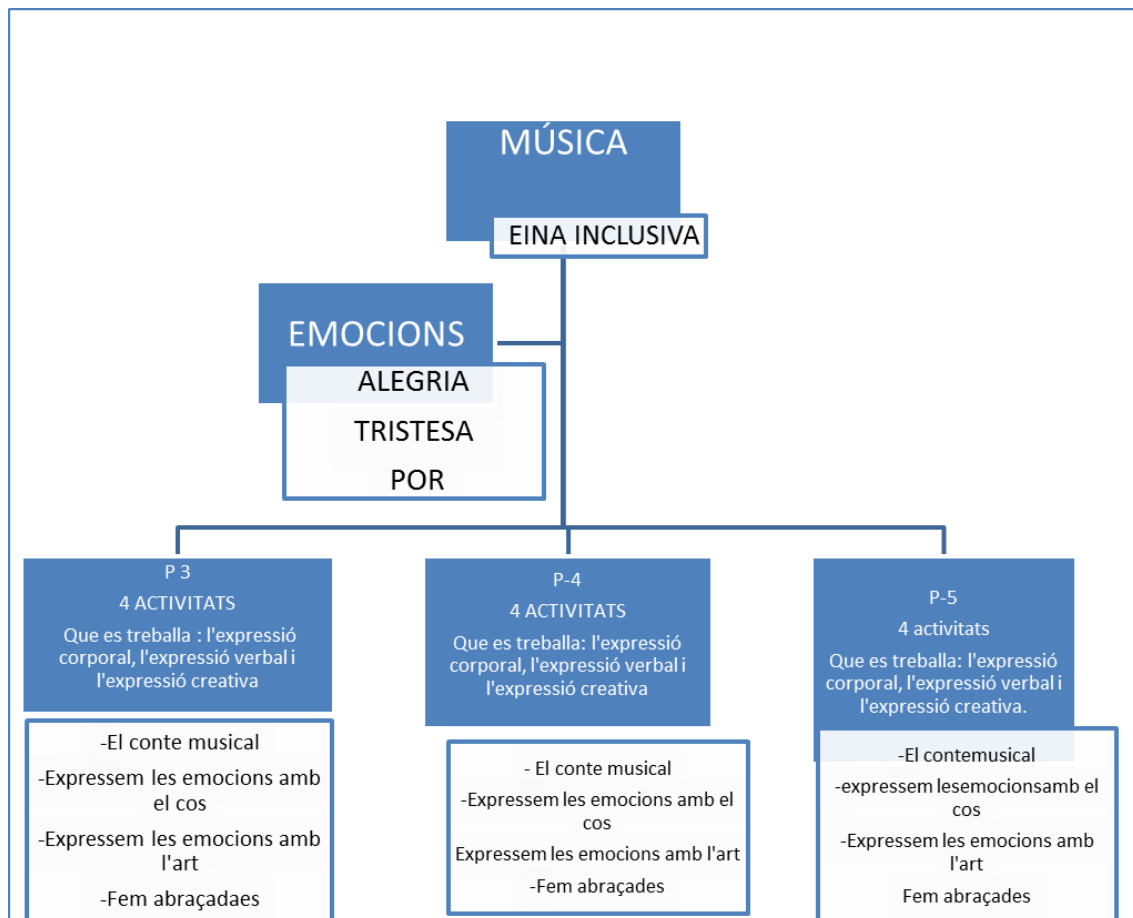 MÚSICA
EINA INCLUSIVA
EMOCIONS
ALEGRIA
TRISTESA
POR
P 3
4 ACTIVITATS
Que es treballa : l'expressió
corporal, l'expressió verbal i
l'expressió creativa
-El conte musical
-Expressem les emocions amb
el cos
-Expressem les emocions amb
l'art
-Fem abraçadaes
P-4
4 ACTIVITATS
Que es treballa: l'expressió
corporal, l'expressió verbal i
l'expressió creativa
- El conte musical
-Expressem les emocions amb el
cos
Expressem les emocions amb l'art
-Fem abraçades
P-5
4 activitats
Que es treballa: l'expressió
corporal, l'expressió verbal i
l'expressió creativa.
-El contemusical
-expressem lesemocionsamb el
cos
-Expressem les emocions amb
l'art
Fem abraçades